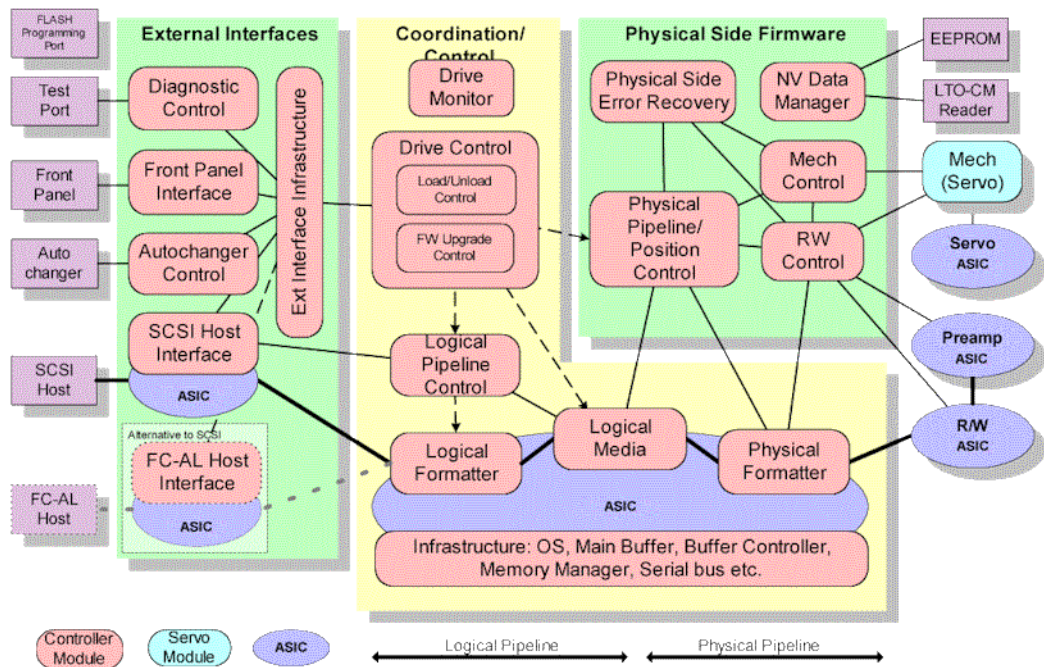 FLASH
Programming
Port
Test
Port
Front
Panel
Auto
changer
SCSI
Host
FC-AL
Host
External Interfaces
Diagnostic
Control
Front Panel
Interface
Autochanger
Control
Ext Interface Infrastructure
SCSI Host
Interface
ASIC
Alternative to SCSI
FC-AL Host
Interface
ASIC
Coordination/
Control
Drive
Monitor
Drive Control
Load/Unload
Control
FW Upgrade
Control
Logical
Pipeline
Control
Logical
Formatter
Logical
Media
Physical
Formatter
ASIC
Infrastructure: OS, Main Buffer, Buffer Controller,
Memory Manager, Serial bus etc.
Physical Side Firmware
Physical Side
Error Recovery
NV Data
Manager
Mech
Control
Physical
Pipeline/
Position
Control
RW
Control
EEPROM
LTO-CM
Reader
Mech
(Servo)
Servo
ASIC
Preamp
ASIC
R/W
ASIC
Controller
Module
Servo
Module
ASIC
Logical Pipeline
Physical Pipeline